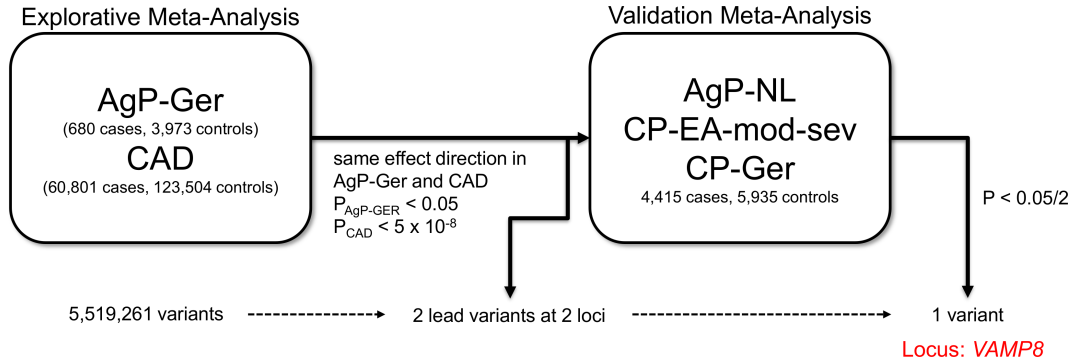 Explorative Meta-Analysis
AgP-Ger
(680 cases, 3,973 controls)
CAD
(60,801 cases, 123,504 controls)
same effect direction in
AgP-Ger and CAD
P_AgP-GER < 0.05
P_CAD < 5 x 10^-8
Validation Meta-Analysis
AgP-NL
CP-EA-mod-sev
CP-Ger
4,415 cases, 5,935 controls
P < 0.05/2
5,519,261 variants
2 lead variants at 2 loci
1 variant
Locus: VAMP8